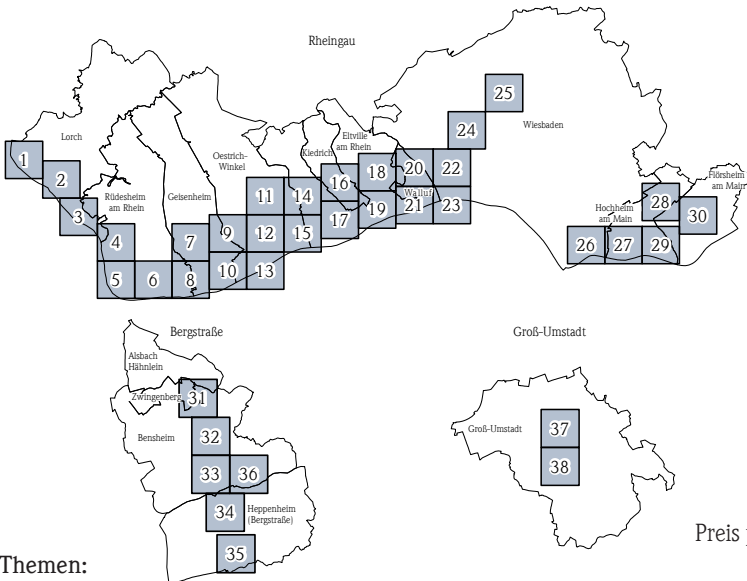 Rheingau
25
24
Wiesbaden
Lorch
Eltville
am Rhein
Oestrich-
Winkel
Kiedrich
1
2
3
Rüdesheim
am Rhein
Geisenheim
11
14
16
18
20
22
Walluf
Flörsheim
am Main
Hochheim
am Main
28
30
4
7
9
12
15
17
19
21
23
26
27
29
5
6
8
10
13
Bergstraße
Groß-Umstadt
Alsbach
Hähnlein
Zwingenberg
31
Bensheim
32
33
36
34
Heppenheim
(Bergstraße)
35
Groß-Umstadt
37
38
Preis
Themen: